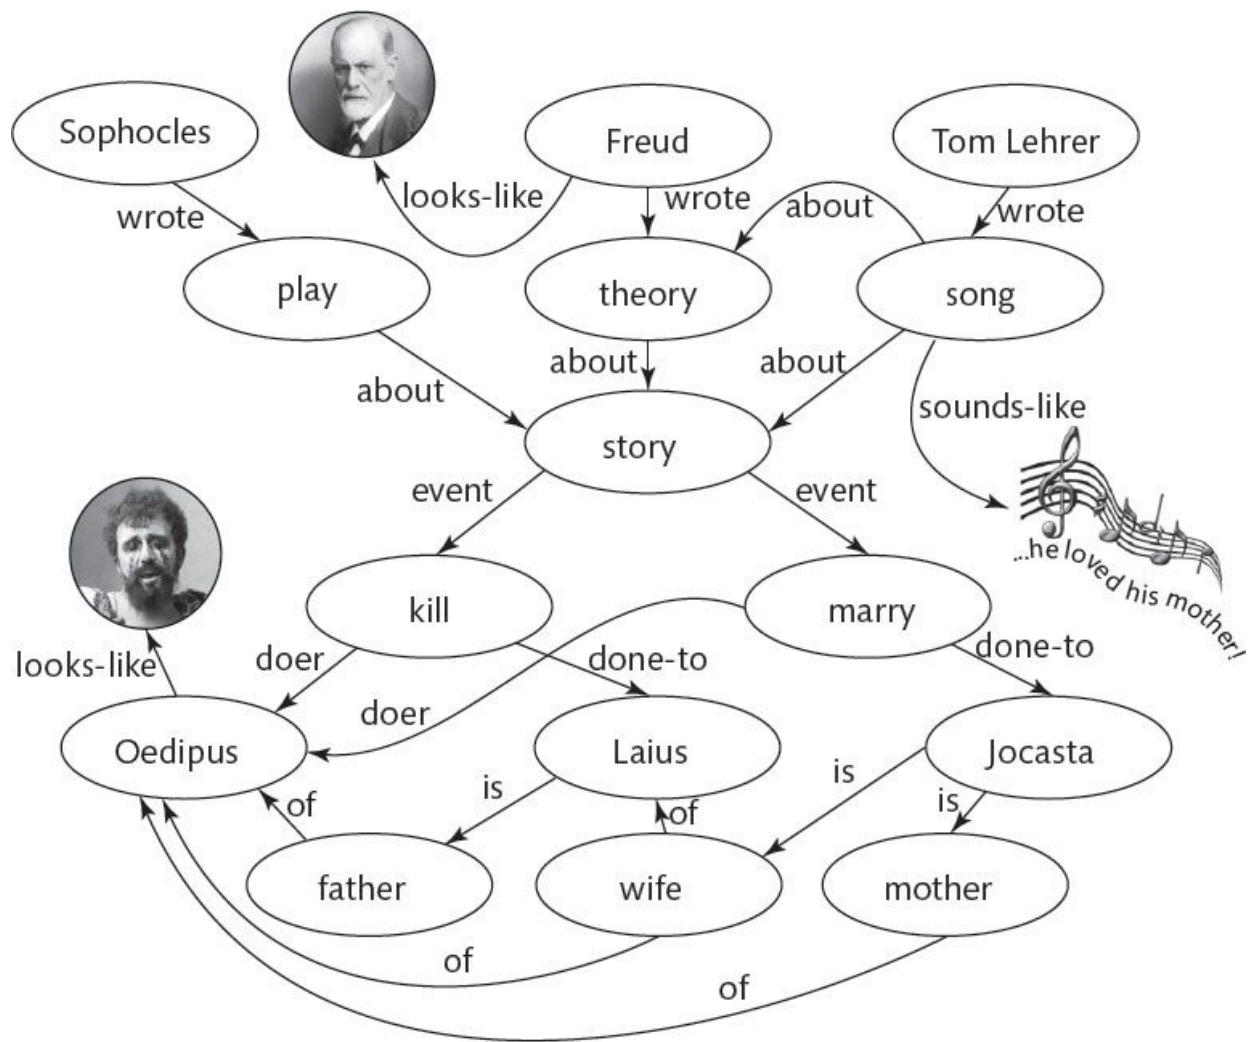 Sophocles
Freud
Tom Lehrer
looks-like
wrote
about
wrote
wrote
play
theory
song
about
about
about
sounds-like
story
event
event
...he loved his mother!
kill
marry
looks-like
doer
done-to
done-to
doer
Oedipus
Laius
Jocasta
of
is
of
is
is
father
wife
mother
of
of